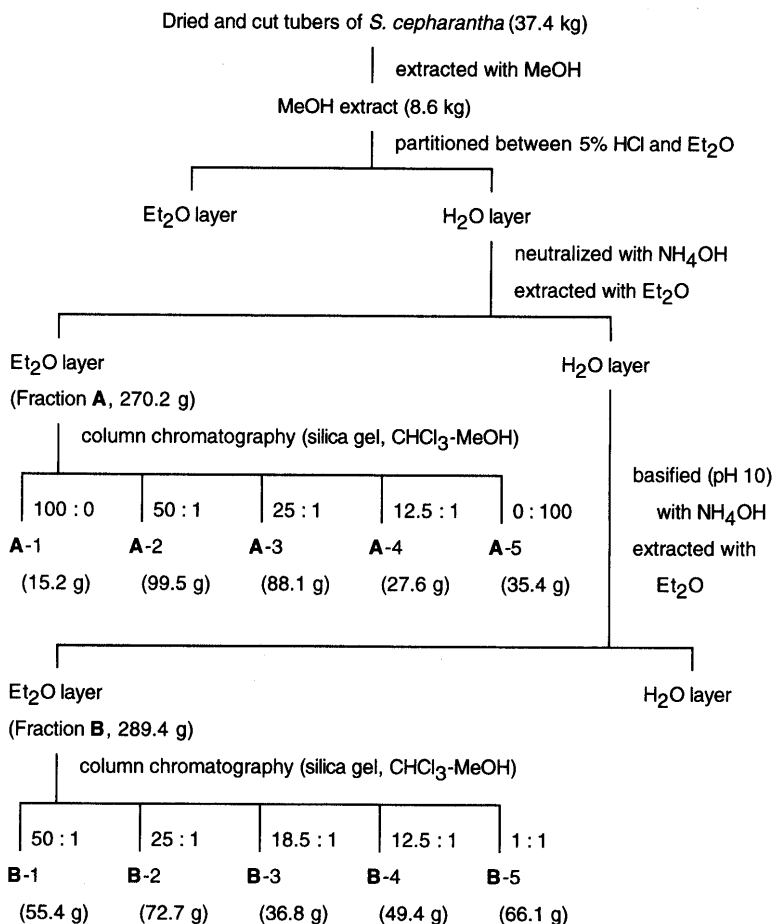 Dried and cut tubers of S. cepharantha (37.4 kg)
extracted with MeOH
MeOH extract (8.6 kg)
partitioned between 5% HCl and Et2O
Et2O layer
H2O layer
neutralized with NH4OH
extracted with Et2O
Et2O layer
H2O layer
(Fraction A, 270.2 g)
column chromatography (silica gel, CHCl3-MeOH)
basified (pH 10)
100 : 0 50 : 1 25 : 1 12.5 : 1 0 : 100
with NH4OH
A-1 A-2 A-3 A-4 A-5
extracted with
(15.2 g) (99.5 g) (88.1 g) (27.6 g) (35.4 g)
Et2O
Et2O layer
H2O layer
(Fraction B, 289.4 g)
column chromatography (silica gel, CHCl3-MeOH)
50 : 1 25 : 1 18.5 : 1 12.5 : 1 1 : 1
B-1 B-2 B-3 B-4 B-5
(55.4 g) (72.7 g) (36.8 g) (49.4 g) (66.1 g)